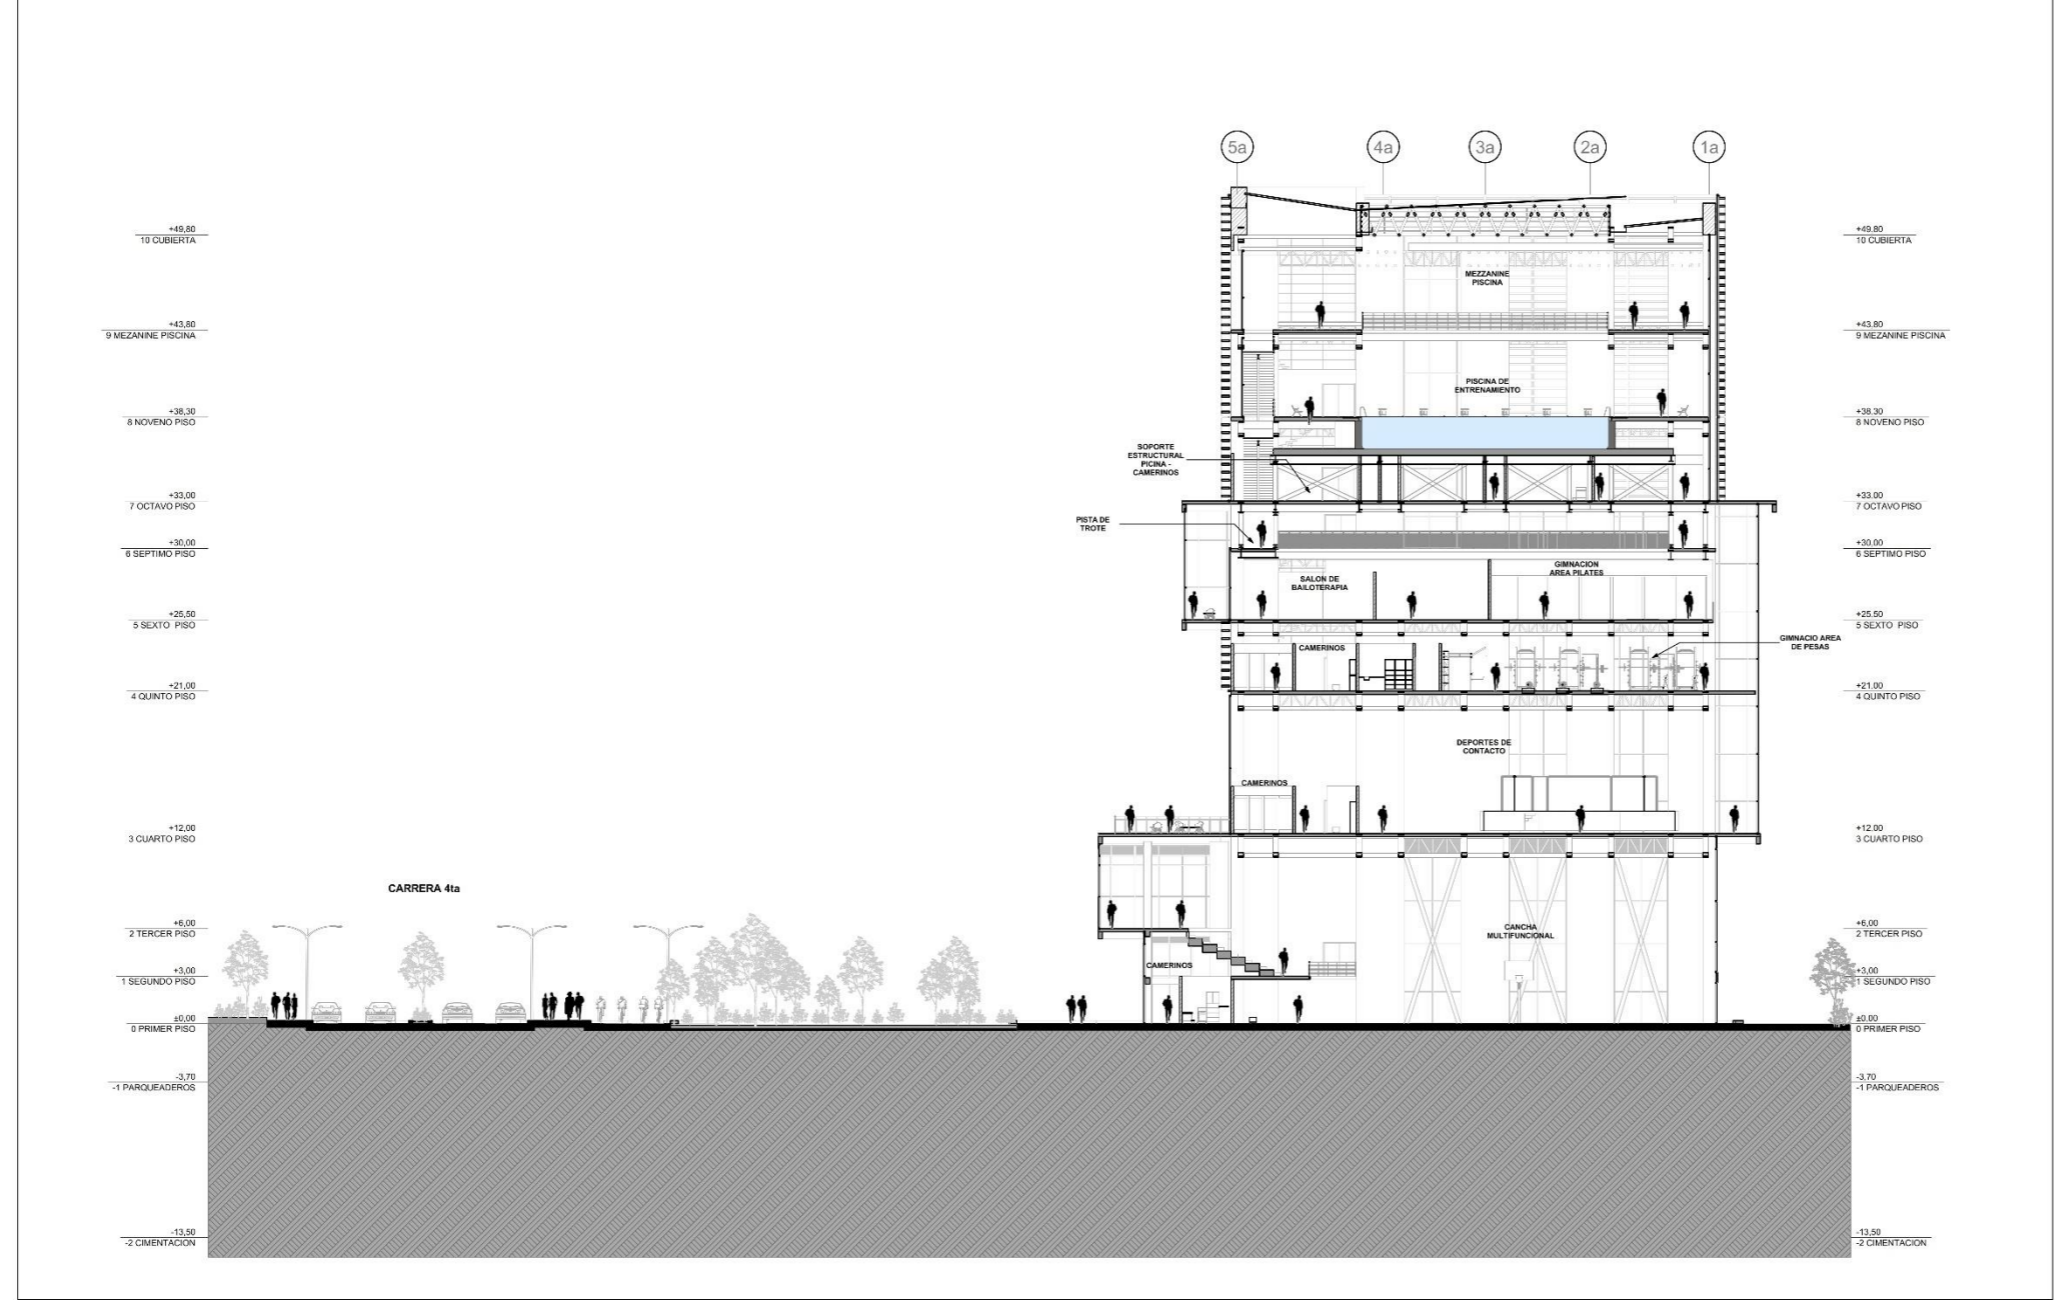 5a 4a 3a 2a 1a
+49,80
10 CUBIERTA
+43,80
9 MEZANINE PISCINA
+38,30
8 NOVENO PISO
+33,00
7 OCTAVO PISO
+30,00
6 SEPTIMO PISO
+25,50
5 SEXTO PISO
+21,00
4 QUINTO PISO
+12,00
3 CUARTO PISO
+6,00
2 TERCER PISO
+3,00
1 SEGUNDO PISO
±0,00
0 PRIMER PISO
-3,70
-1 PARQUEADEROS
-13,50
-2 CIMENTACION
CARRERA 4ta
MEZZANINE
PISCINA
PISCINA DE
ENTRENAMIENTO
SOPORTE
ESTRUCTURAL
PICINA -
CAMERINOS
PISTA DE
TROTE
SALON DE
BAILOTERAPIA
GIMNACION
AREA PILATES
CAMERINOS
GIMNACIO AREA
DE PESAS
DEPORTES DE
CONTACTO
CAMERINOS
CANCHA
MULTIFUNCIONAL
CAMERINOS
+49,80
10 CUBIERTA
+43,80
9 MEZANINE PISCINA
+38,30
8 NOVENO PISO
+33,00
7 OCTAVO PISO
+30,00
6 SEPTIMO PISO
+25,50
5 SEXTO PISO
+21,00
4 QUINTO PISO
+12,00
3 CUARTO PISO
+6,00
2 TERCER PISO
+3,00
1 SEGUNDO PISO
±0,00
0 PRIMER PISO
-3,70
-1 PARQUEADEROS
-13,50
-2 CIMENTACION